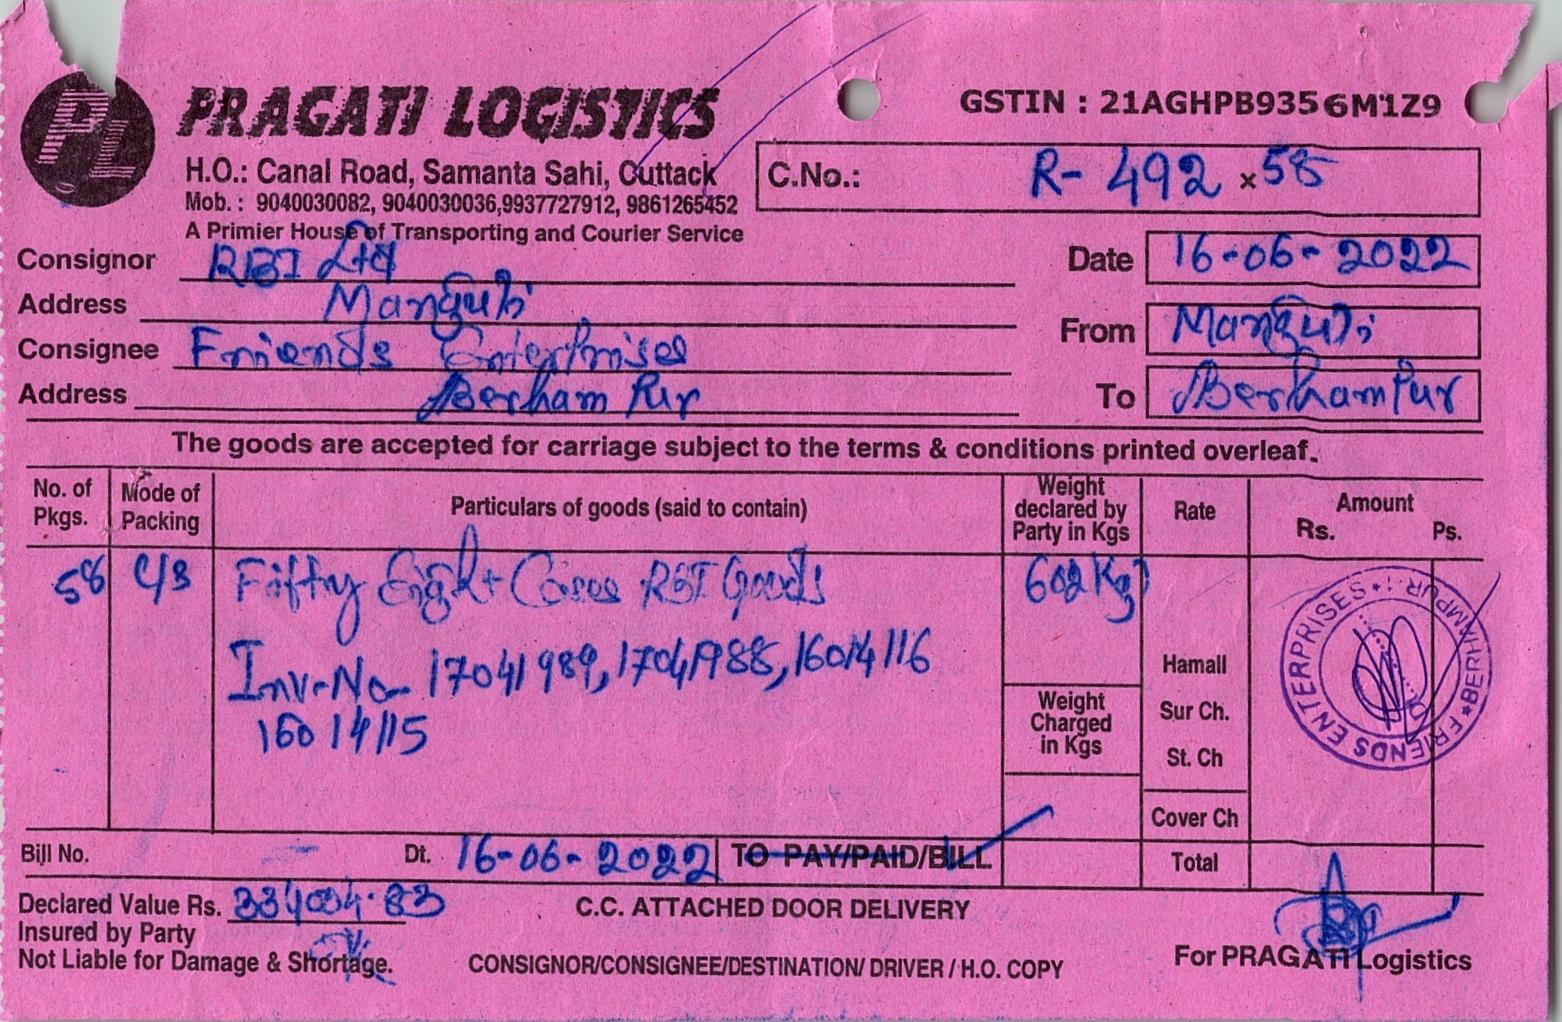 PL
PRAGATI LOGISTICS
GSTIN : 21AGHPB9356M1Z9
H.O.: Canal Road, Samanta Sahi, Cuttack
Mob. : 9040030082, 9040030036,9937727912, 9861265452
A Primier House of Transporting and Courier Service
C.No.: R- 492 x 58
Consignor RBI Ltd
Date 16-06-2022
Address Manguli
From Manguli
Consignee Friends Enterprises
Address Berhampur
To Berhampur
The goods are accepted for carriage subject to the terms & conditions printed overleaf.
No. of Pkgs. Mode of Packing Particulars of goods (said to contain) Weight declared by Party in Kgs Rate Amount Rs. Ps.
58 C/B Fifty Eight Cases RBI Goods 602 Kg
Inv-No- 17041989, 17041988, 16014116
16014115
Hamall
Weight Charged in Kgs
Sur Ch.
St. Ch
Cover Ch
FRIENDS ENTERPRISES * BERHAMPUR
Bill No. Dt. 16-06-2022 TO PAY/PAID/BILL Total
Declared Value Rs. 334034.83
C.C. ATTACHED DOOR DELIVERY
Insured by Party
Not Liable for Damage & Shortage.
CONSIGNOR/CONSIGNEE/DESTINATION/ DRIVER / H.O. COPY
For PRAGATI Logistics